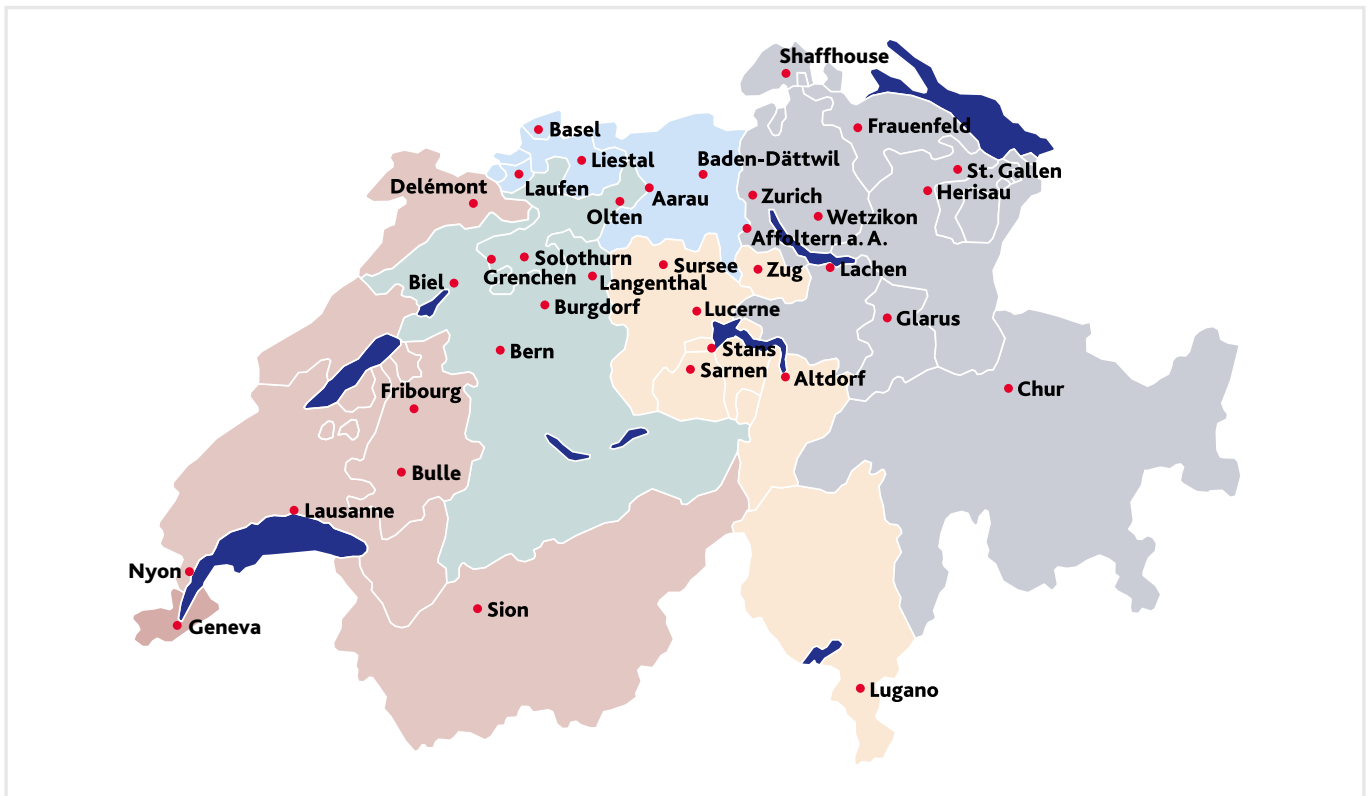 Shaffhouse
Frauenfeld
Basel
Liestal
Baden-Dättwil
St. Gallen
Delémont
Laufen
Aarau
Zurich
Herisau
Olten
Wetzikon
Affoltern a. A.
Solothurn
Sursee
Zug
Lachen
Biel
Grenchen
Langenthal
Burgdorf
Lucerne
Glarus
Bern
Stans
Sarnen
Altdorf
Chur
Fribourg
Bulle
Lausanne
Nyon
Sion
Geneva
Lugano